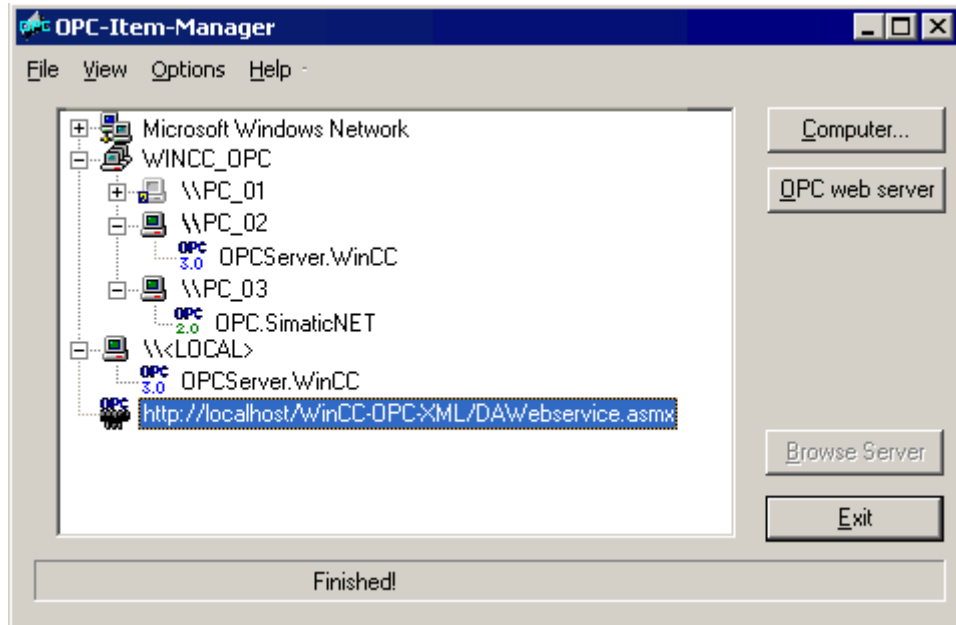 OPC OPC-Item-Manager
File View Options Help
Microsoft Windows Network
WINCC_OPC
\\PC_01
\\PC_02
OPC 3.0 OPCServer.WinCC
\\PC_03
OPC 2.0 OPC.SimaticNET
\\<LOCAL>
OPC 3.0 OPCServer.WinCC
OPC http://localhost/WinCC-OPC-XML/DAWebservice.asmx
Computer...
OPC web server
Browse Server
Exit
Finished!